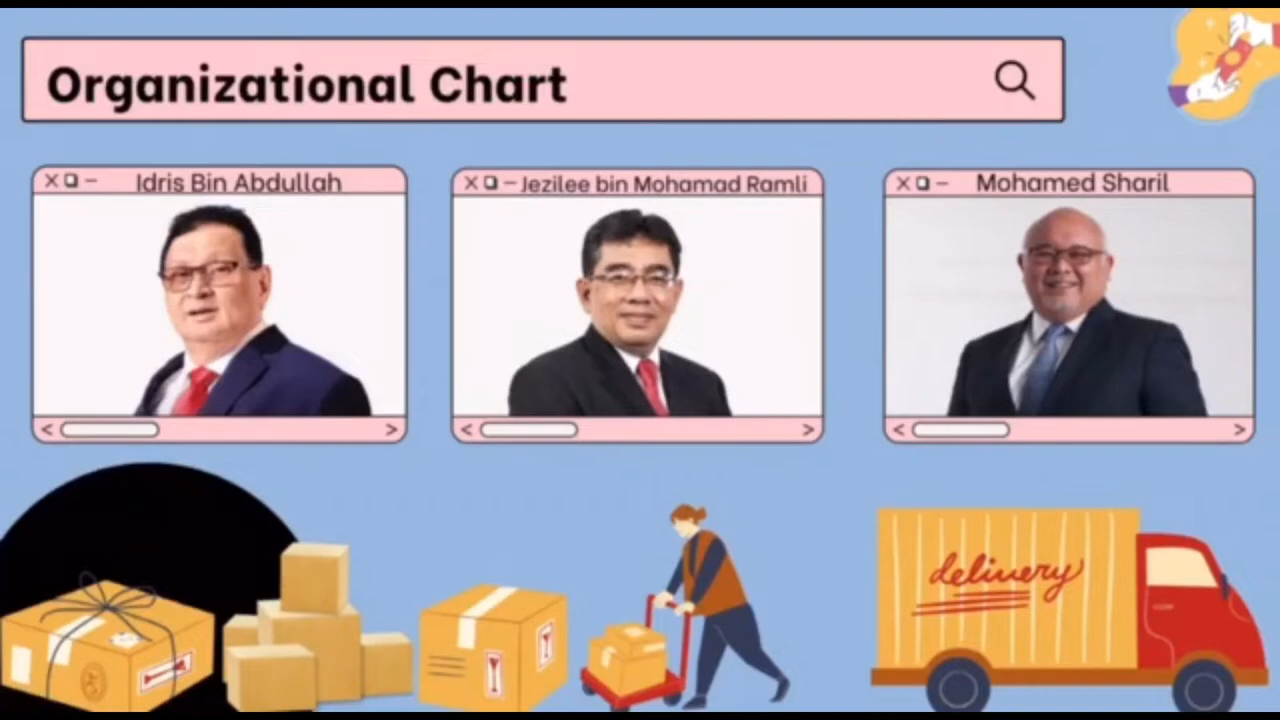 Organizational Chart
Idris Bin Abdullah
Jezilee bin Mohamad Ramli
Mohamed Sharil
delivery